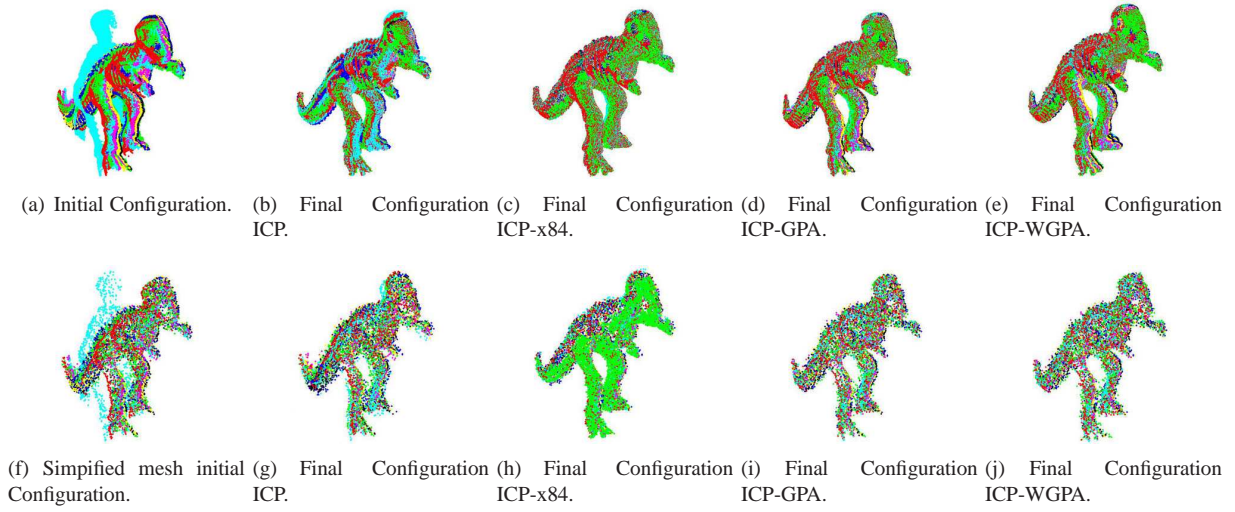 (a) Initial Configuration.
(b) Final Configuration
ICP.
(c) Final Configuration
ICP-x84.
(d) Final Configuration
ICP-GPA.
(e) Final Configuration
ICP-WGPA.
(f) Simpified mesh initial
Configuration.
(g) Final Configuration
ICP.
(h) Final Configuration
ICP-x84.
(i) Final Configuration
ICP-GPA.
(j) Final Configuration
ICP-WGPA.